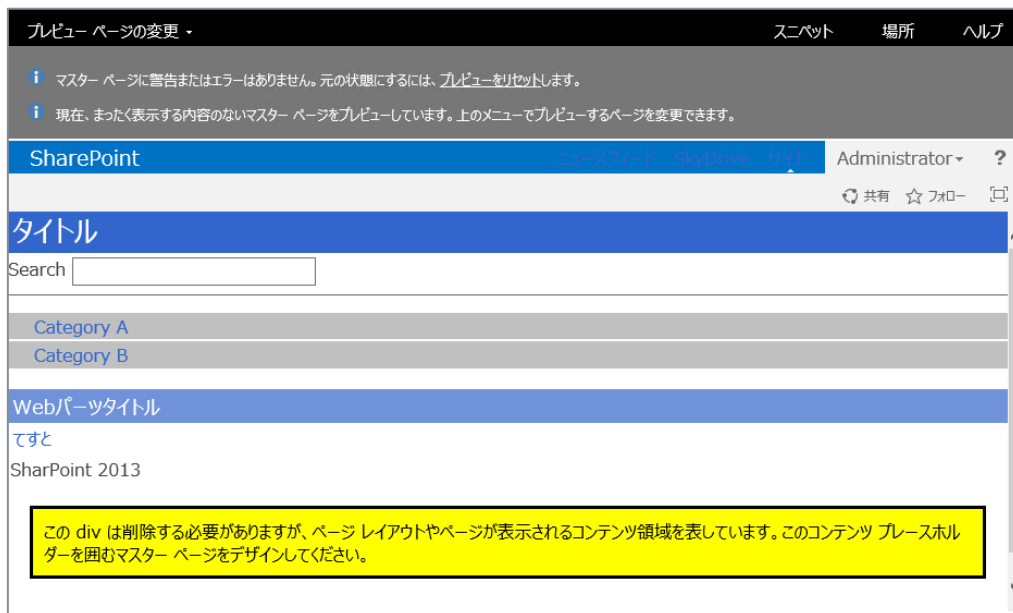 プレビュー ページの変更
スニペット 場所 ヘルプ
マスター ページに警告またはエラーはありません。元の状態にするには、プレビューをリセットします。
現在、まったく表示する内容のないマスター ページをプレビューしています。上のメニューでプレビューするページを変更できます。
SharePoint ニュースフィード SkyDrive サイト Administrator ?
共有 フォロー
タイトル
Search
Category A
Category B
Webパーツタイトル
てすと
SharPoint 2013
この div は削除する必要がありますが、ページ レイアウトやページが表示されるコンテンツ領域を表しています。このコンテンツ プレースホル
ダーを囲むマスター ページをデザインしてください。